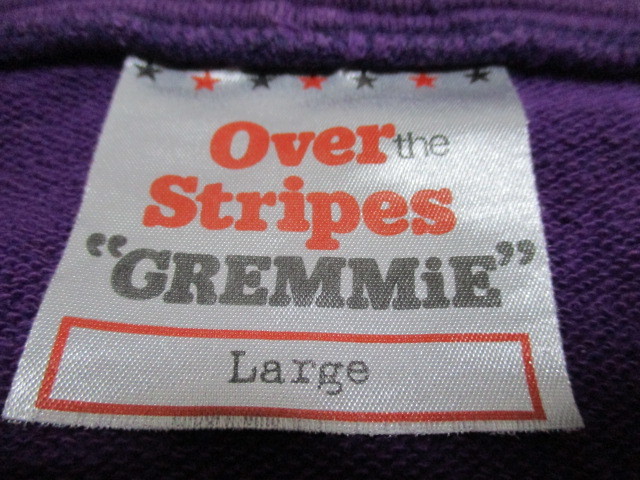 Over the
Stripes
“GREMMiE”
Large